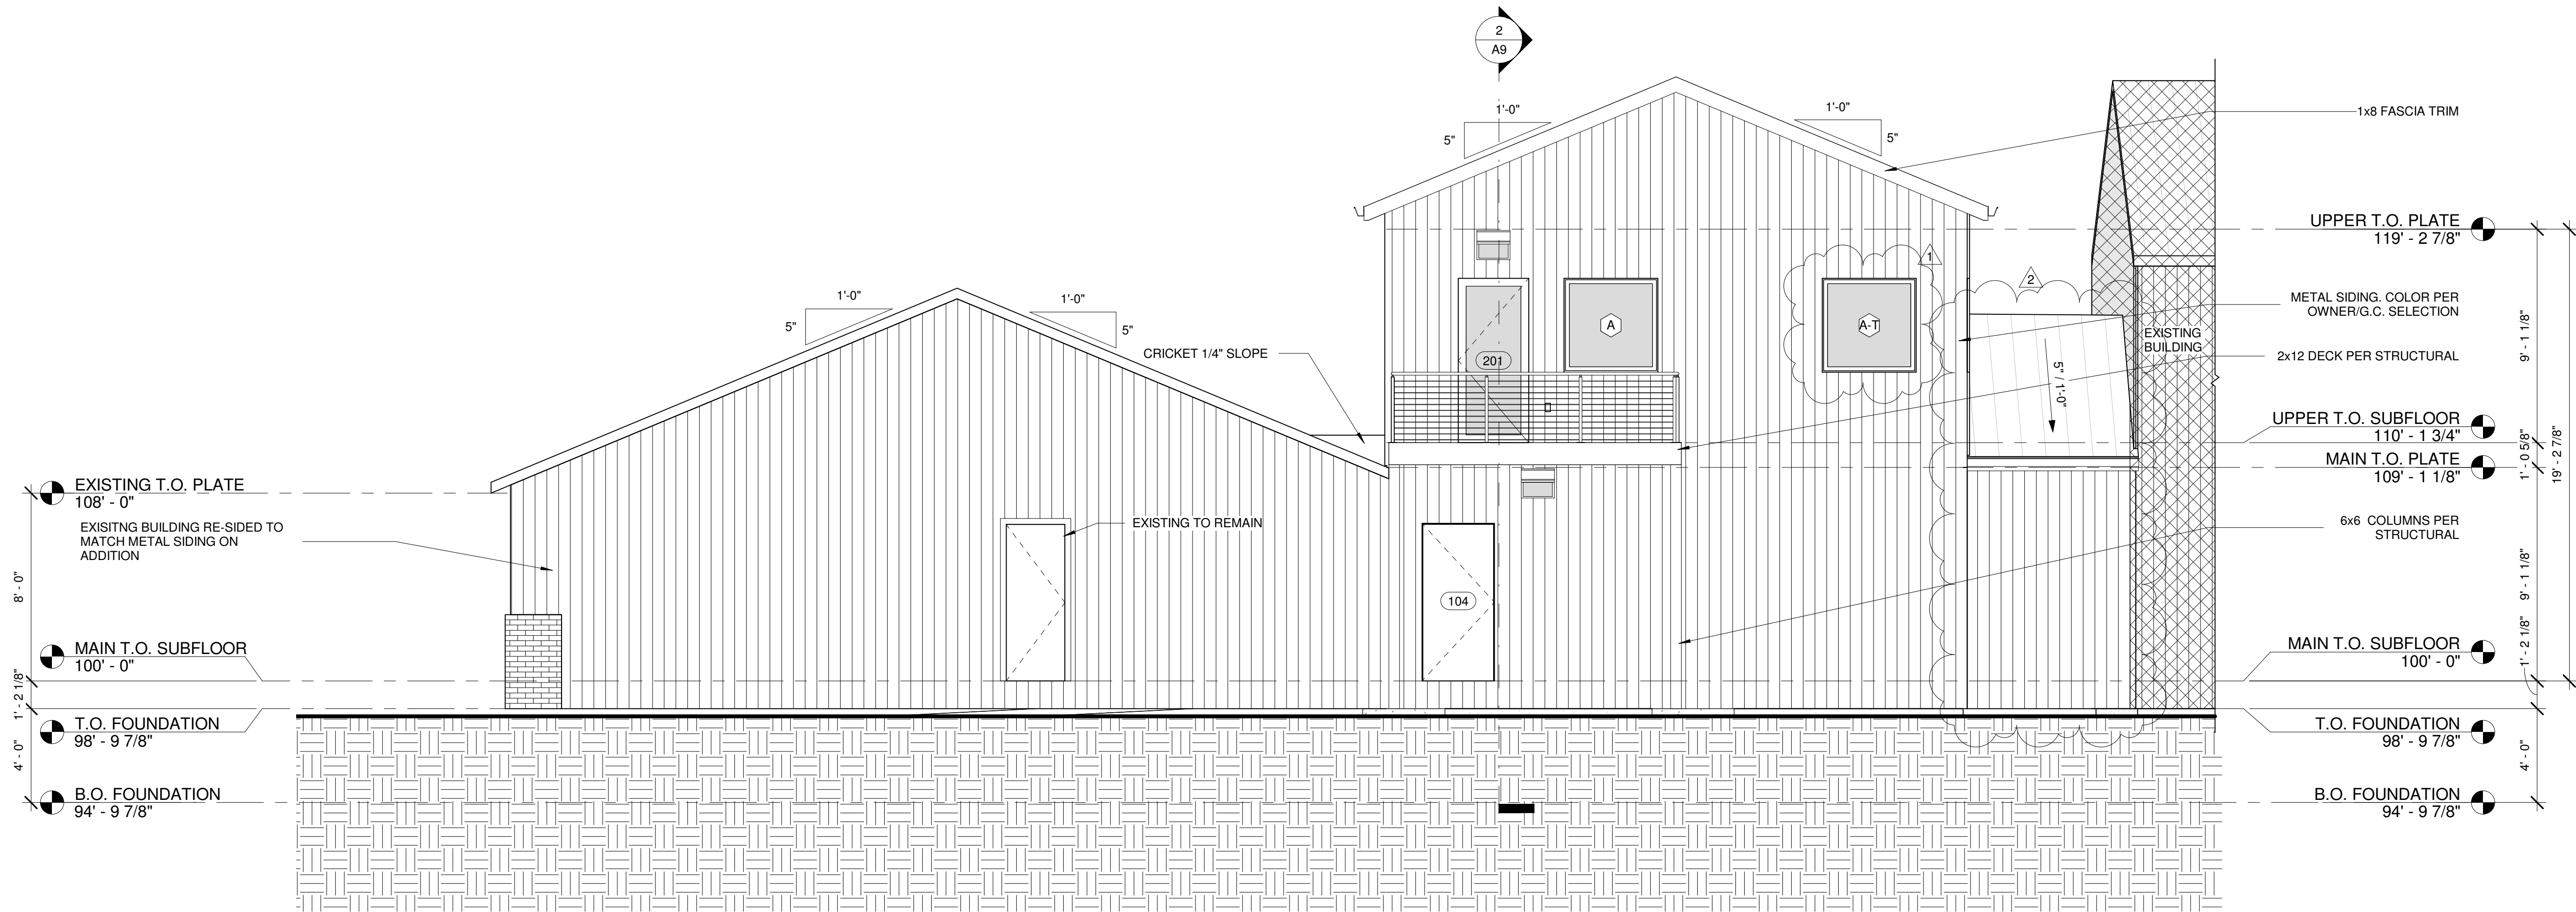 2
A9
1'-0"
5"
1'-0"
5"
1'-0"
5"
1'-0"
5"
CRICKET 1/4" SLOPE
EXISTING TO REMAIN
201
A
A-T
1
2
104
EXISTING
BUILDING
5" / 1'-0"
EXISTING T.O. PLATE
108' - 0"
EXISITNG BUILDING RE-SIDED TO
MATCH METAL SIDING ON
ADDITION
MAIN T.O. SUBFLOOR
100' - 0"
T.O. FOUNDATION
98' - 9 7/8"
B.O. FOUNDATION
94' - 9 7/8"
8' - 0"
1' - 2 1/8"
4' - 0"
1x8 FASCIA TRIM
UPPER T.O. PLATE
119' - 2 7/8"
METAL SIDING. COLOR PER
OWNER/G.C. SELECTION
2x12 DECK PER STRUCTURAL
UPPER T.O. SUBFLOOR
110' - 1 3/4"
MAIN T.O. PLATE
109' - 1 1/8"
6x6 COLUMNS PER
STRUCTURAL
MAIN T.O. SUBFLOOR
100' - 0"
T.O. FOUNDATION
98' - 9 7/8"
B.O. FOUNDATION
94' - 9 7/8"
9' - 1 1/8"
1' - 0 5/8"
9' - 1 1/8"
1' - 2 1/8"
4' - 0"
19' - 2 7/8"